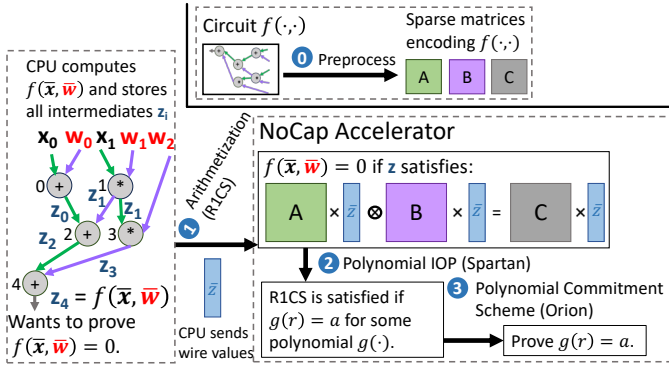 Circuit f(·,·)
0 Preprocess
Sparse matrices
encoding f(·,·)
A B C
CPU computes
f(x̄, w̄) and stores
all intermediates zᵢ
x₀ w₀ x₁ w₁ w₂
0 + 1 *
z₀ z₁ z₁
z₂ 2 + 3 *
z₃
4 +
z₄ = f(x̄, w̄)
Wants to prove
f(x̄, w̄) = 0.
1 Arithmetization
(R1CS)
z̄
CPU sends
wire values
NoCap Accelerator
f(x̄, w̄) = 0 if z satisfies:
A × z̄ ⊗ B × z̄ = C × z̄
2 Polynomial IOP (Spartan)
R1CS is satisfied if
g(r) = a for some
polynomial g(·).
3 Polynomial Commitment
Scheme (Orion)
Prove g(r) = a.